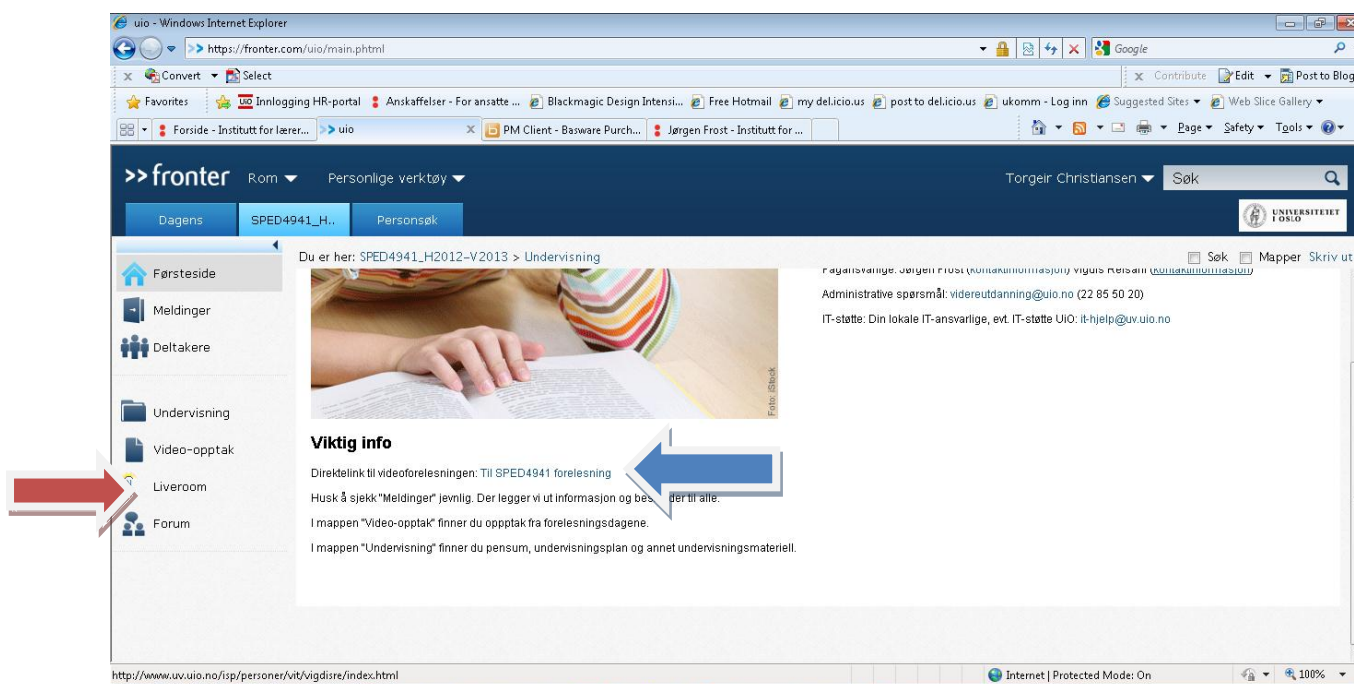 uio - Windows Internet Explorer
https://fronter.com/uio/main.phtml
Google
x Convert Select
x Contribute Edit Post to Blog
Favorites Innlogging HR-portal Anskaffelser - For ansatte ... Blackmagic Design Intensi... Free Hotmail my del.icio.us post to del.icio.us ukomm - Log inn Suggested Sites Web Slice Gallery
Forside - Institutt for lærer... >> uio x PM Client - Basware Purch... Jørgen Frost - Institutt for ... Page Safety Tools
>> fronter Rom Personlige verktøy Torgeir Christiansen Søk
Dagens SPED4941_H.. Personsøk UNIVERSITETET
I OSLO
Du er her: SPED4941_H2012-V2013 > Undervisning Søk Mapper Skriv ut
Førsteside
Meldinger
Deltakere
Undervisning
Video-opptak
Liveroom
Forum
Fagansvarlige: Jørgen Frost (kontaktinformasjon) Vigdis Refsahl (kontaktinformasjon)
Administrative spørsmål: videreutdanning@uio.no (22 85 50 20)
IT-støtte: Din lokale IT-ansvarlige, evt. IT-støtte UiO: it-hjelp@uv.uio.no
Foto: iStock
Viktig info
Direktelink til videoforelesningen: Til SPED4941 forelesning
Husk å sjekk "Meldinger" jevnlig. Der legger vi ut informasjon og der til alle.
I mappen "Video-opptak" finner du oppptak fra forelesningsdagene.
I mappen "Undervisning" finner du pensum, undervisningsplan og annet undervisningsmateriell.
http://www.uv.uio.no/isp/personer/vit/vigdisre/index.html Internet | Protected Mode: On 100%